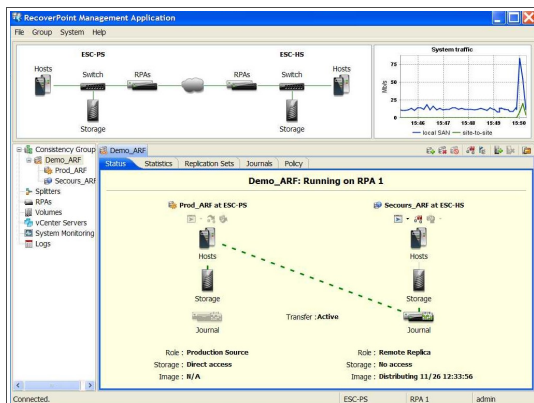 RecoverPoint Management Application
File Group System Help
ESC-PS
ESC-HS
Hosts
Switch
RPAs
RPAs
Switch
Hosts
Storage
Storage
System traffic
Mb/s
75
50
25
0
15:46 15:47 15:48 15:49 15:50
local SAN site-to-site
Consistency Group
Demo_ARF
Prod_ARF
Secours_ARF
Splitters
RPAs
Volumes
vCenter Servers
System Monitoring
Logs
Demo_ARF
Status Statistics Replication Sets Journals Policy
Demo_ARF: Running on RPA 1
Prod_ARF at ESC-PS
Secours_ARF at ESC-HS
Hosts
Hosts
Storage
Storage
Journal
Transfer :Active
Journal
Role : Production Source
Storage : Direct access
Image : N/A
Role : Remote Replica
Storage : No access
Image : Distributing 11/26 12:33:56
Connected.
ESC-PS
RPA 1
admin